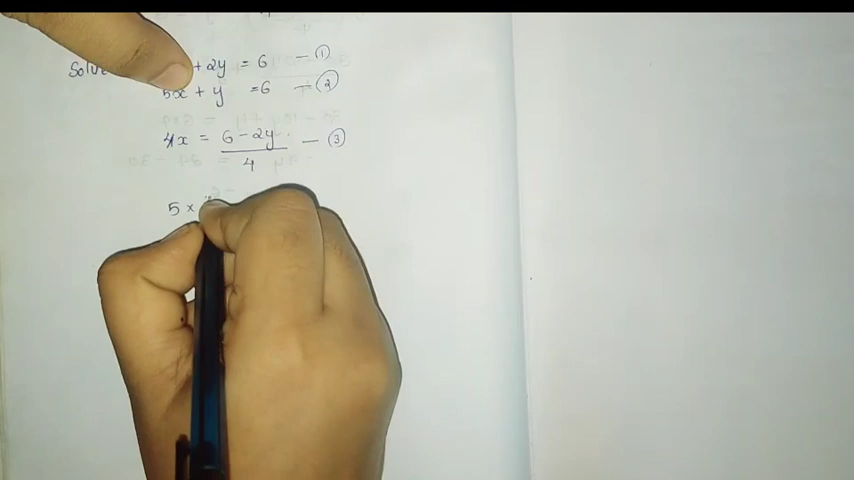 Solve + 2y = 6 — ①
5x + y = 6 — ②
4x = 6 - 2y — ③
4
5 ×